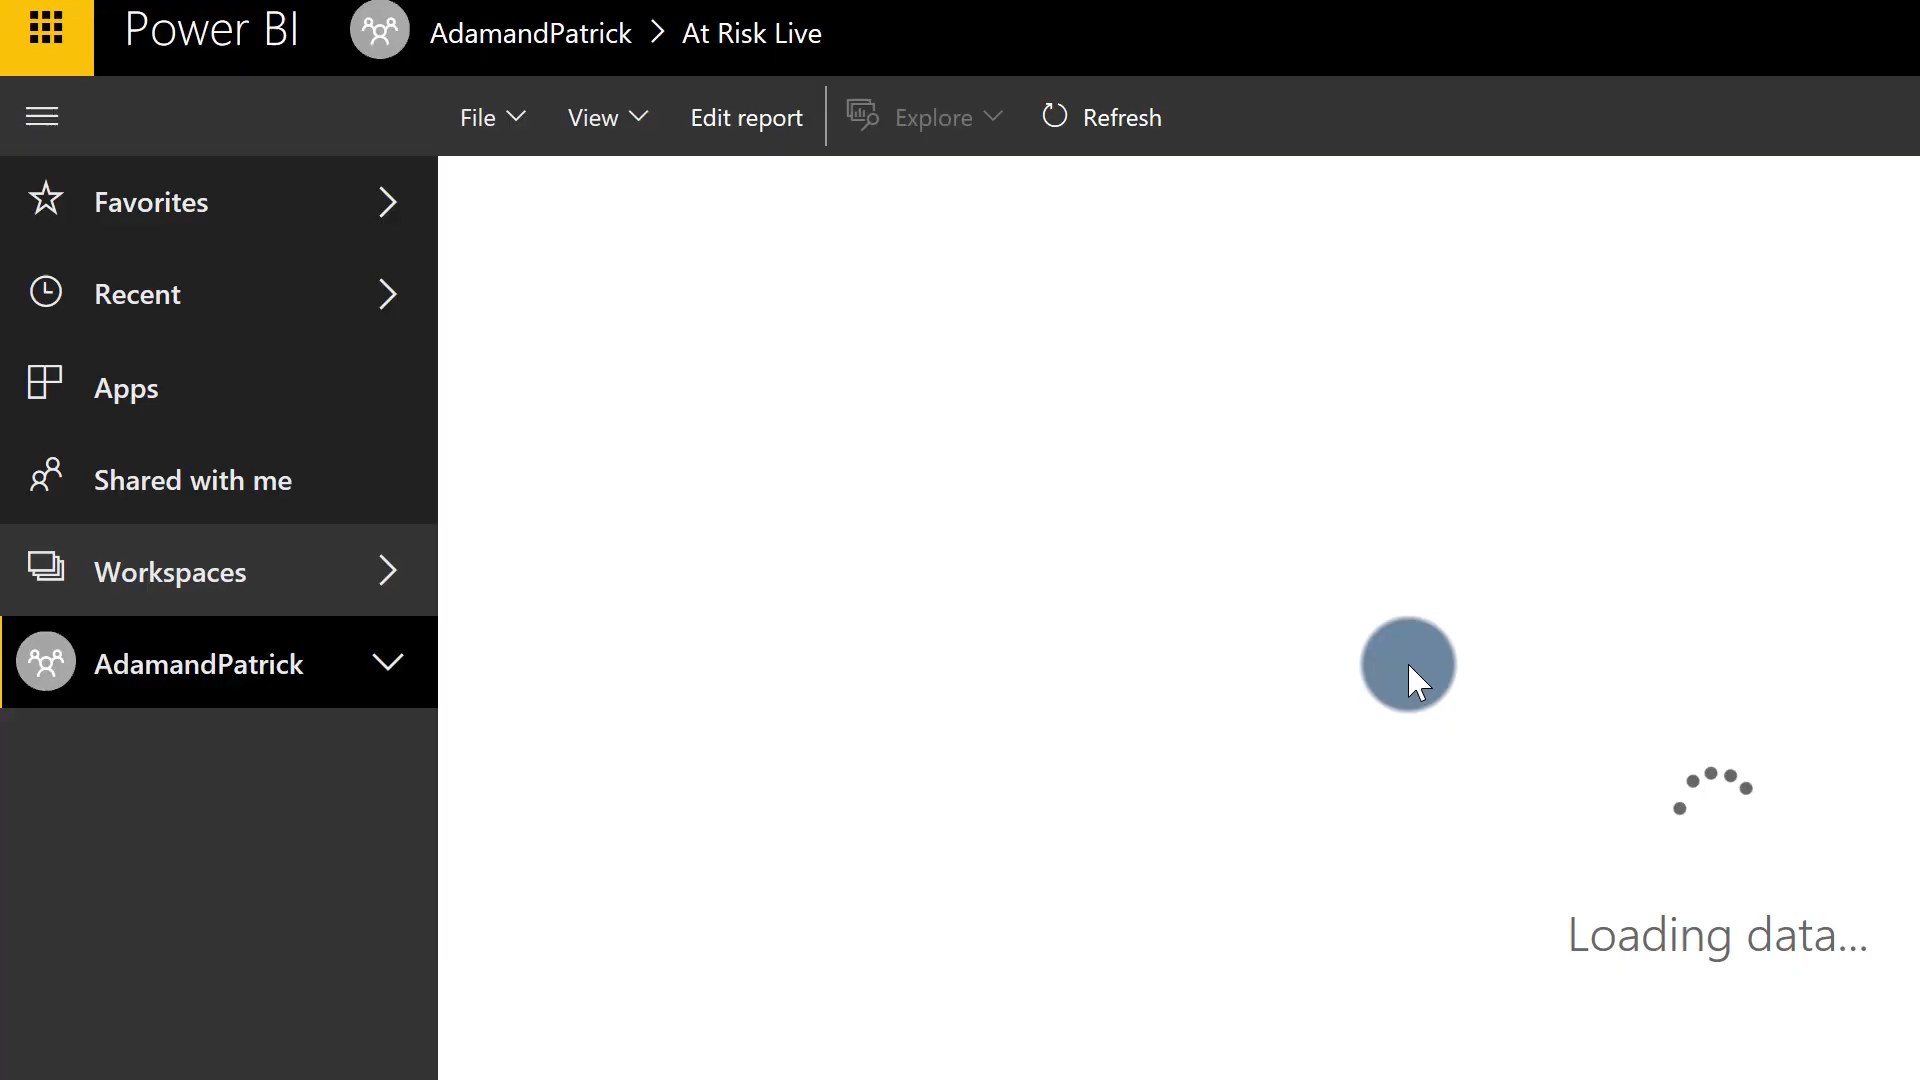 Power BI
AdamandPatrick > At Risk Live
File View Edit report Explore Refresh
Favorites
Recent
Apps
Shared with me
Workspaces
AdamandPatrick
Loading data...